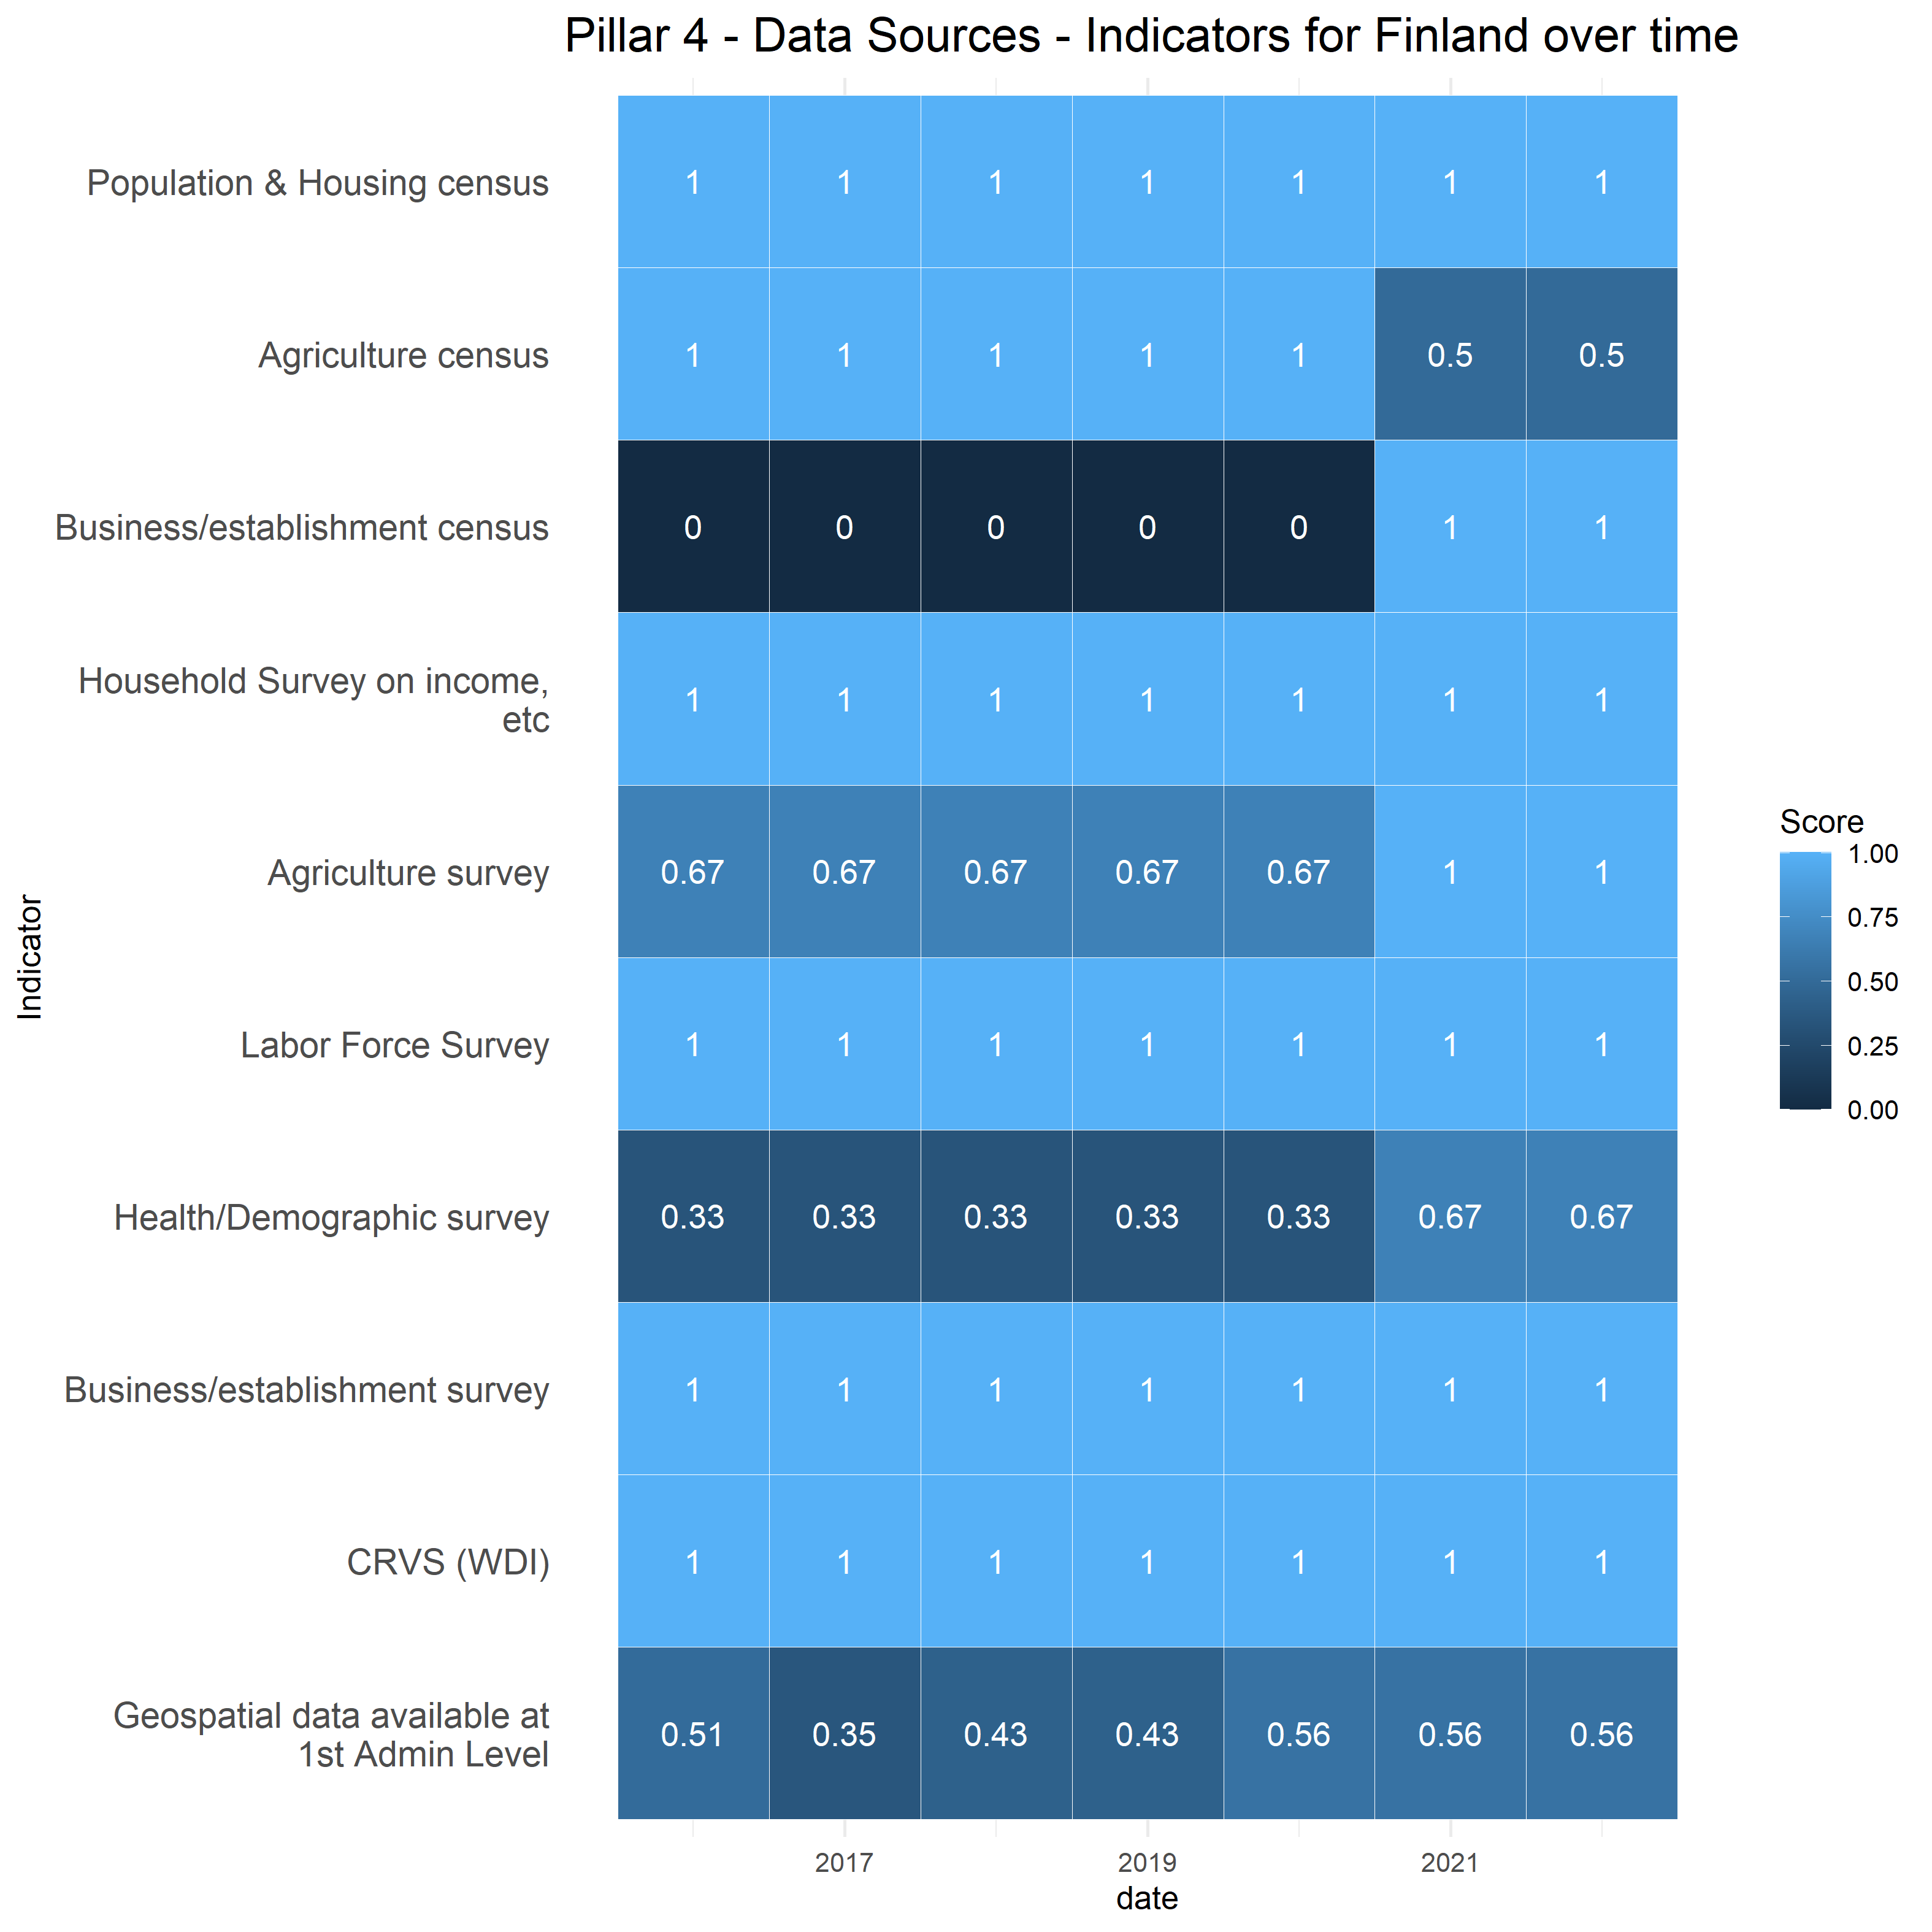 Pillar 4 - Data Sources - Indicators for Finland over time
Population & Housing census
1 1 1 1 1 1 1
Agriculture census
1 1 1 1 1 0.5 0.5
Business/establishment census
0 0 0 0 0 1 1
Household Survey on income,
etc
1 1 1 1 1 1 1
Agriculture survey
0.67 0.67 0.67 0.67 0.67 1 1
Labor Force Survey
1 1 1 1 1 1 1
Health/Demographic survey
0.33 0.33 0.33 0.33 0.33 0.67 0.67
Business/establishment survey
1 1 1 1 1 1 1
CRVS (WDI)
1 1 1 1 1 1 1
Geospatial data available at
1st Admin Level
0.51 0.35 0.43 0.43 0.56 0.56 0.56
2017 2019 2021
date
Indicator
Score
1.00
0.75
0.50
0.25
0.00